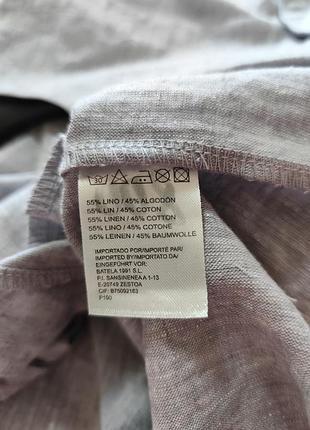 30
55% LINO / 45% ALGODÓN
55% LIN / 45% COTON
55% LINEN / 45% COTTON
55% LINO / 45% COTONE
55% LEINEN / 45% BAUMWOLLE
IMPORTADO POR/IMPORTÉ PAR/
IMPORTED BY/IMPORTATO DA/
EINGEFÜHRT VON
BATELA 1991 S.L.
P.I. SANSINENEA A 1-13
E-20749 ZESTOA
CIF: B75092163
P190